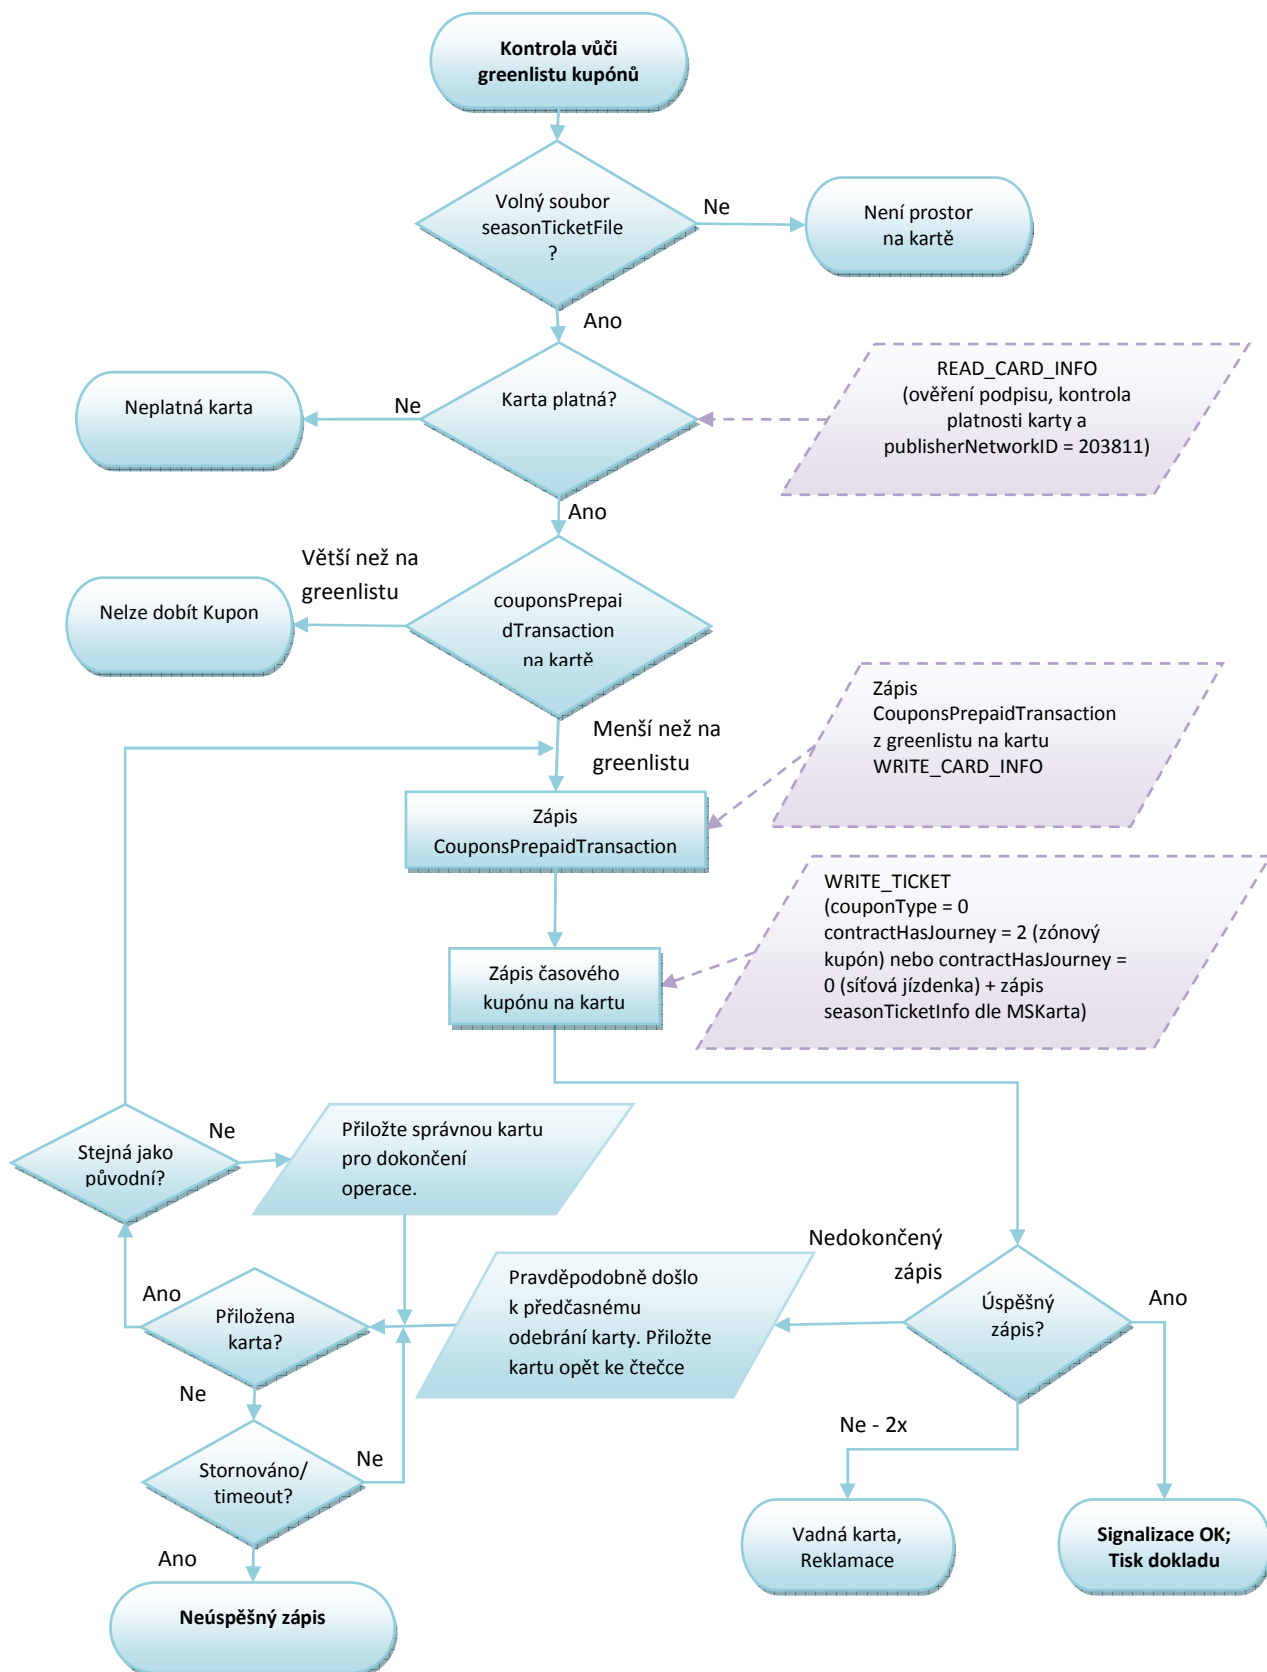 Kontrola vůči
greenlistu kupónů
Volný soubor
seasonTicketFile
?
Ne
Není prostor
na kartě
Ano
READ_CARD_INFO
(ověření podpisu, kontrola
platnosti karty a
publisherNetworkID = 203811)
Karta platná?
Ne
Neplatná karta
Ano
Větší než na
greenlistu
Nelze dobít Kupon
couponsPrepai
dTransaction
na kartě
Menší než na
greenlistu
Zápis
CouponsPrepaidTransaction
z greenlistu na kartu
WRITE_CARD_INFO
Zápis
CouponsPrepaidTransaction
WRITE_TICKET
(couponType = 0
contractHasJourney = 2 (zónový
kupón) nebo contractHasJourney =
0 (síťová jízdenka) + zápis
seasonTicketInfo dle MSKarta)
Zápis časového
kupónu na kartu
Stejná jako
původní?
Ne
Přiložte správnou kartu
pro dokončení
operace.
Nedokončený
zápis
Úspěšný
zápis?
Ano
Pravděpodobně došlo
k předčasnému
odebrání karty. Přiložte
kartu opět ke čtečce
Ano
Přiložena
karta?
Ne
Stornováno/
timeout?
Ne
Ne - 2x
Vadná karta,
Reklamace
Signalizace OK;
Tisk dokladu
Ano
Neúspěšný zápis